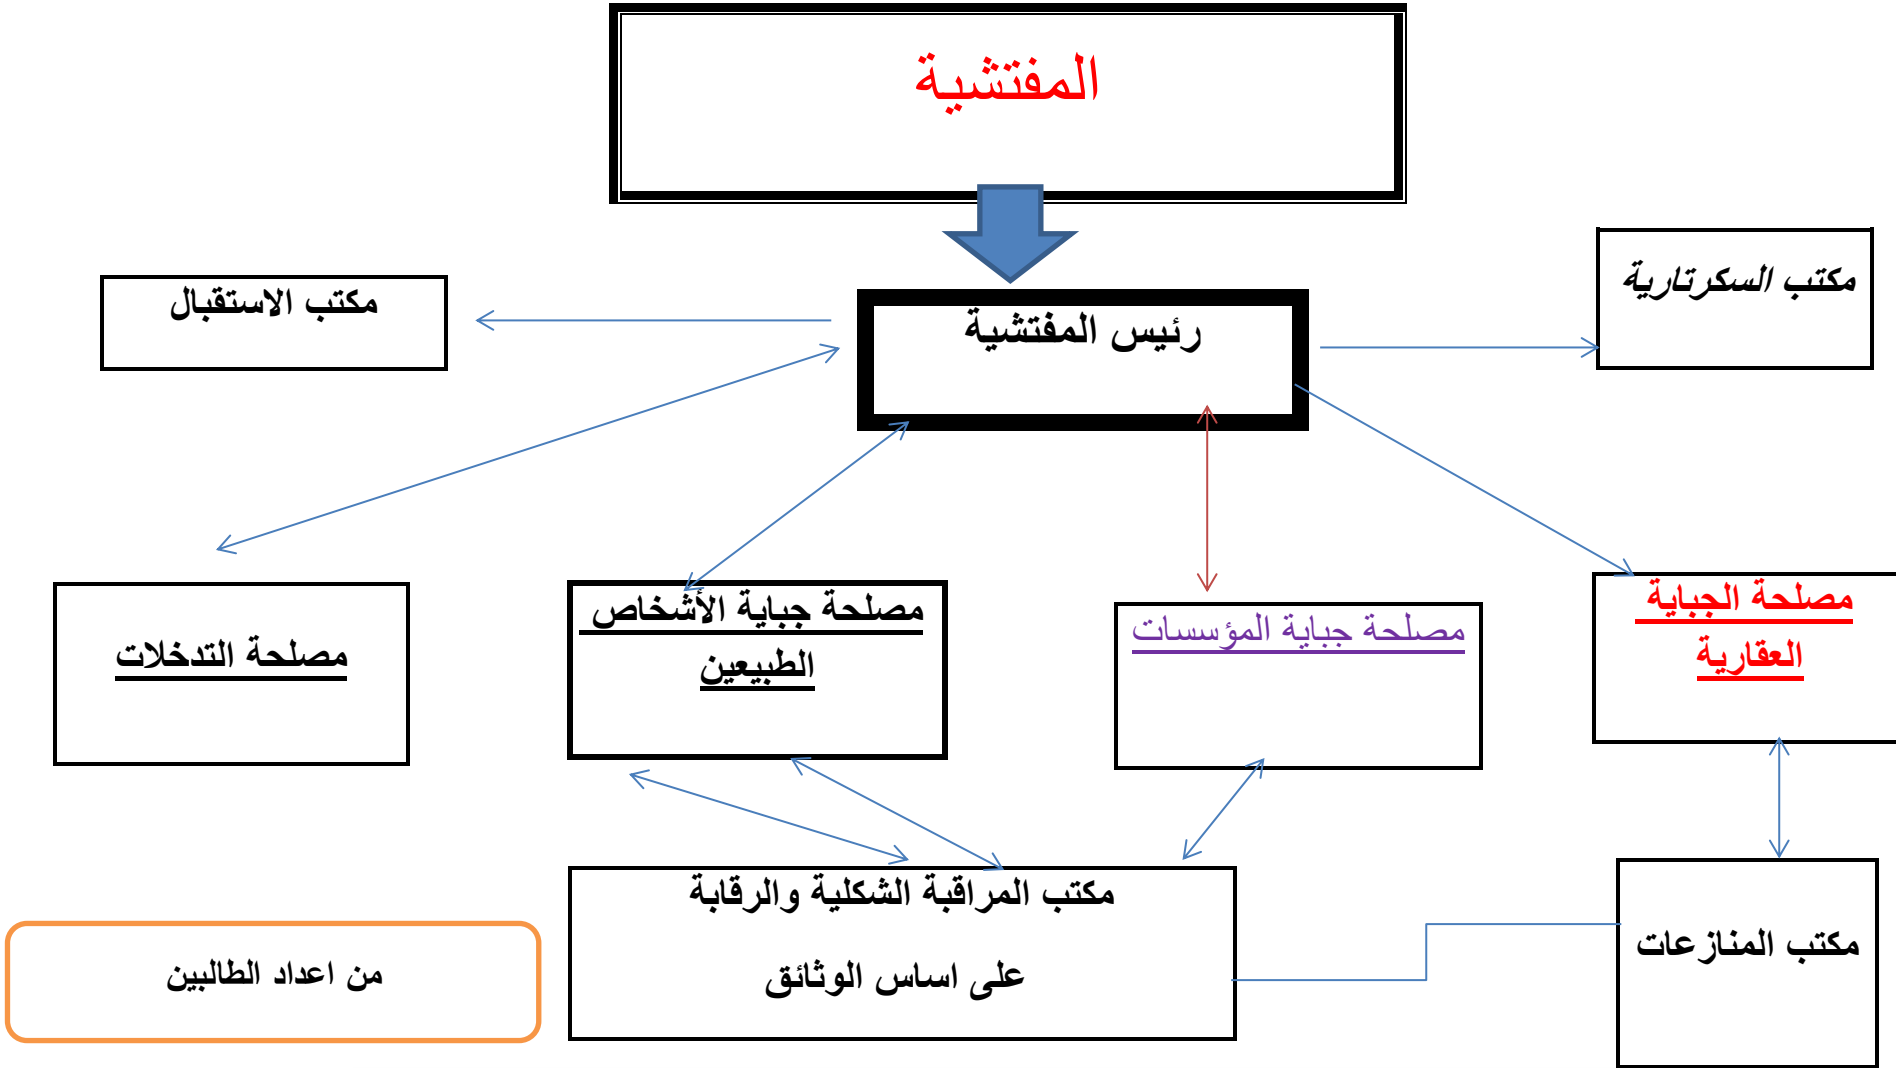 المفتشية
مكتب السكرتارية
مكتب الاستقبال
رئيس المفتشية
مصلحة الجباية
العقارية
مصلحة جباية المؤسسات
مصلحة جباية الأشخاص
الطبيعين
مصلحة التدخلات
مكتب المنازعات
مكتب المراقبة الشكلية والرقابة
على اساس الوثائق
من اعداد الطالبين